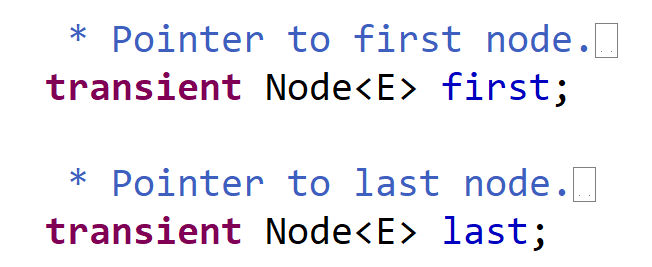 * Pointer to first node.
transient Node<E> first;
* Pointer to last node.
transient Node<E> last;